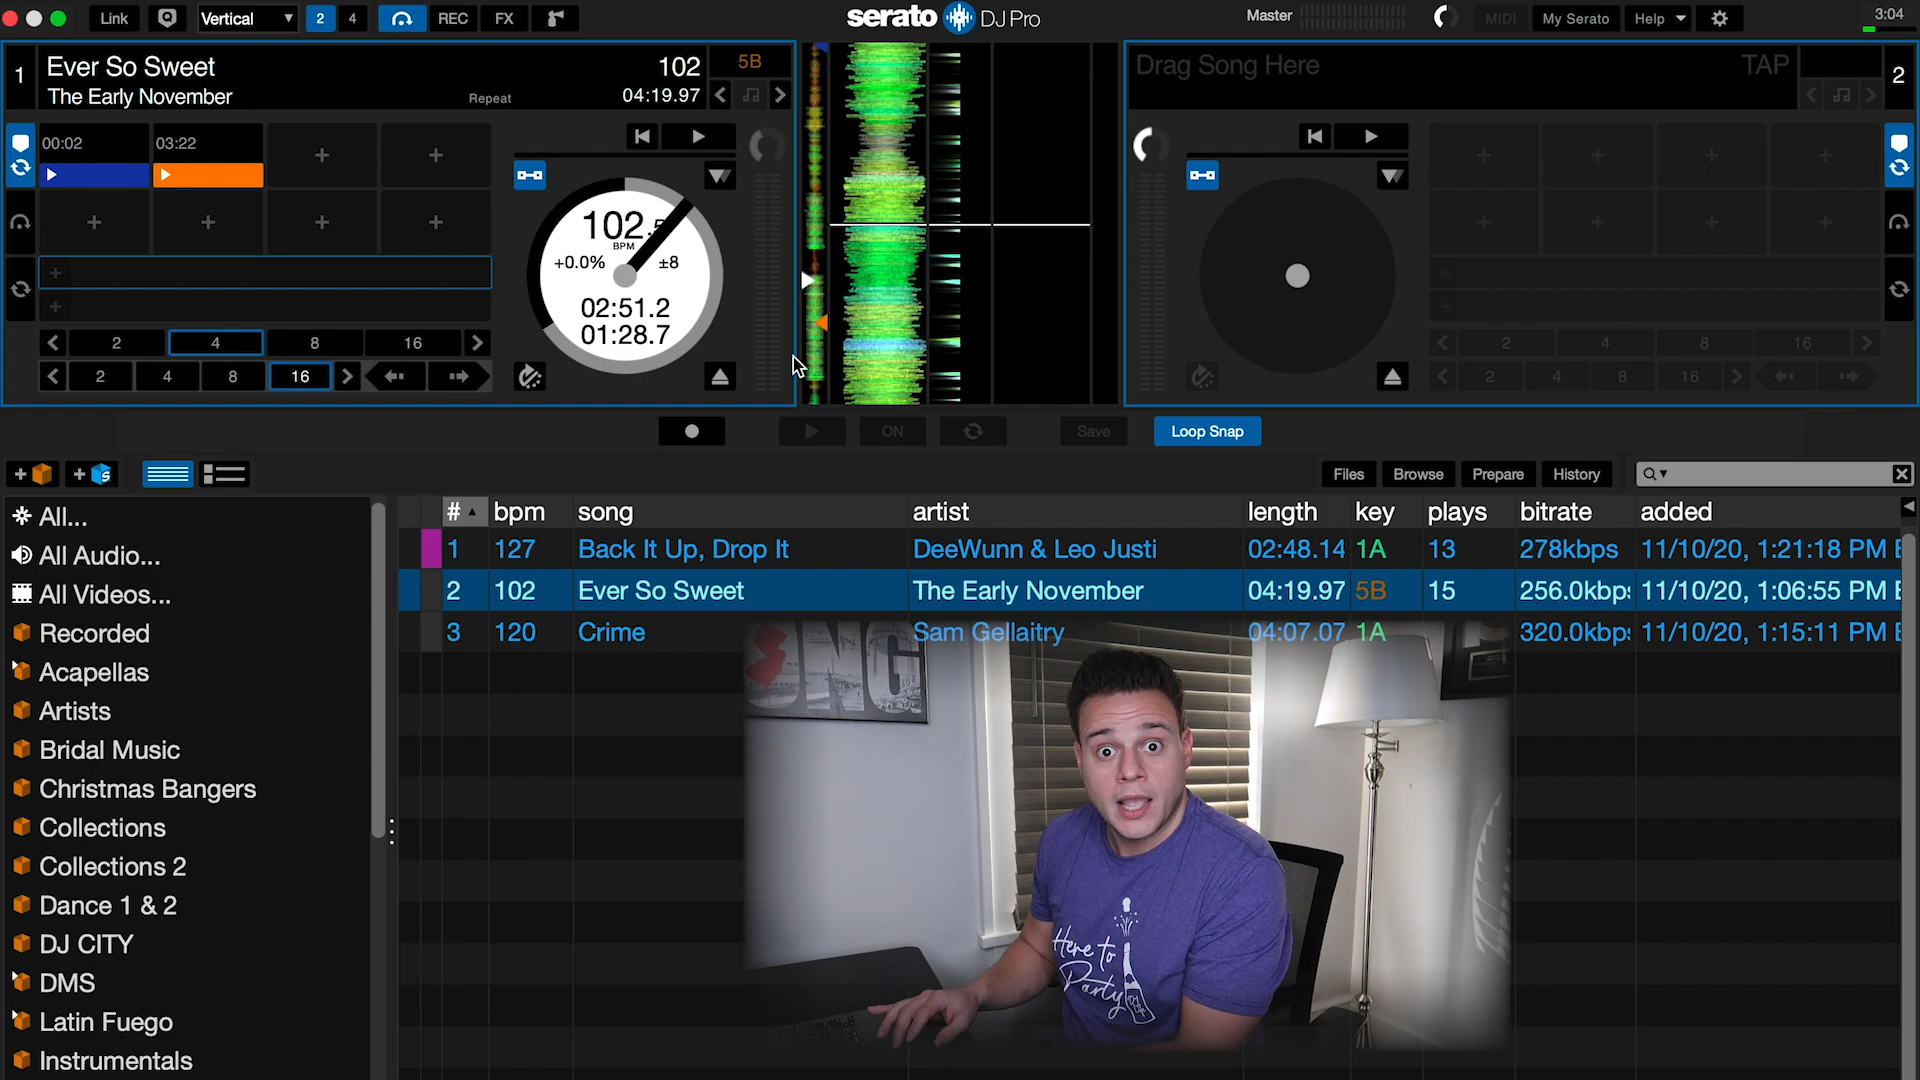 Link
Vertical
2
4
REC
FX
serato DJ Pro
Master
MIDI
My Serato
Help
3:04
1
Ever So Sweet
102
5B
The Early November
Repeat
04:19.97
Drag Song Here
TAP
2
00:02
03:22
102.5
BPM
+0.0%
±8
02:51.2
01:28.7
2 4 8 16
2 4 8 16
2 4 8 16
2 4 8 16
ON
Save
Loop Snap
Files
Browse
Prepare
History
All...
All Audio...
All Videos...
Recorded
Acapellas
Artists
Bridal Music
Christmas Bangers
Collections
Collections 2
Dance 1 & 2
DJ CITY
DMS
Latin Fuego
Instrumentals
# bpm song artist length key plays bitrate added
1 127 Back It Up, Drop It DeeWunn & Leo Justi 02:48.14 1A 13 278kbps 11/10/20, 1:21:18 PM E
2 102 Ever So Sweet The Early November 04:19.97 5B 15 256.0kbps 11/10/20, 1:06:55 PM E
3 120 Crime Sam Gellaitry 04:07.07 1A 320.0kbps 11/10/20, 1:15:11 PM E
Here to
Party